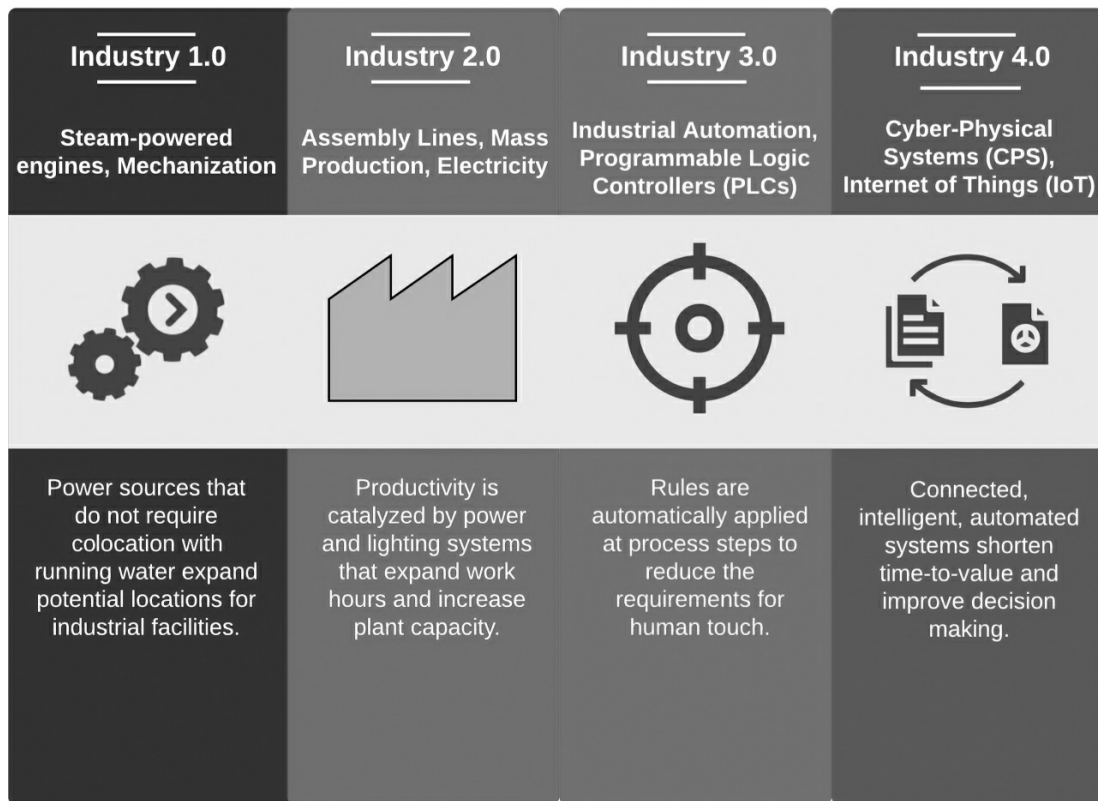 Industry 1.0
Steam-powered
engines, Mechanization
Power sources that
do not require
colocation with
running water expand
potential locations for
industrial facilities.
Industry 2.0
Assembly Lines, Mass
Production, Electricity
Productivity is
catalyzed by power
and lighting systems
that expand work
hours and increase
plant capacity.
Industry 3.0
Industrial Automation,
Programmable Logic
Controllers (PLCs)
Rules are
automatically applied
at process steps to
reduce the
requirements for
human touch.
Industry 4.0
Cyber-Physical
Systems (CPS),
Internet of Things (IoT)
Connected,
intelligent, automated
systems shorten
time-to-value and
improve decision
making.